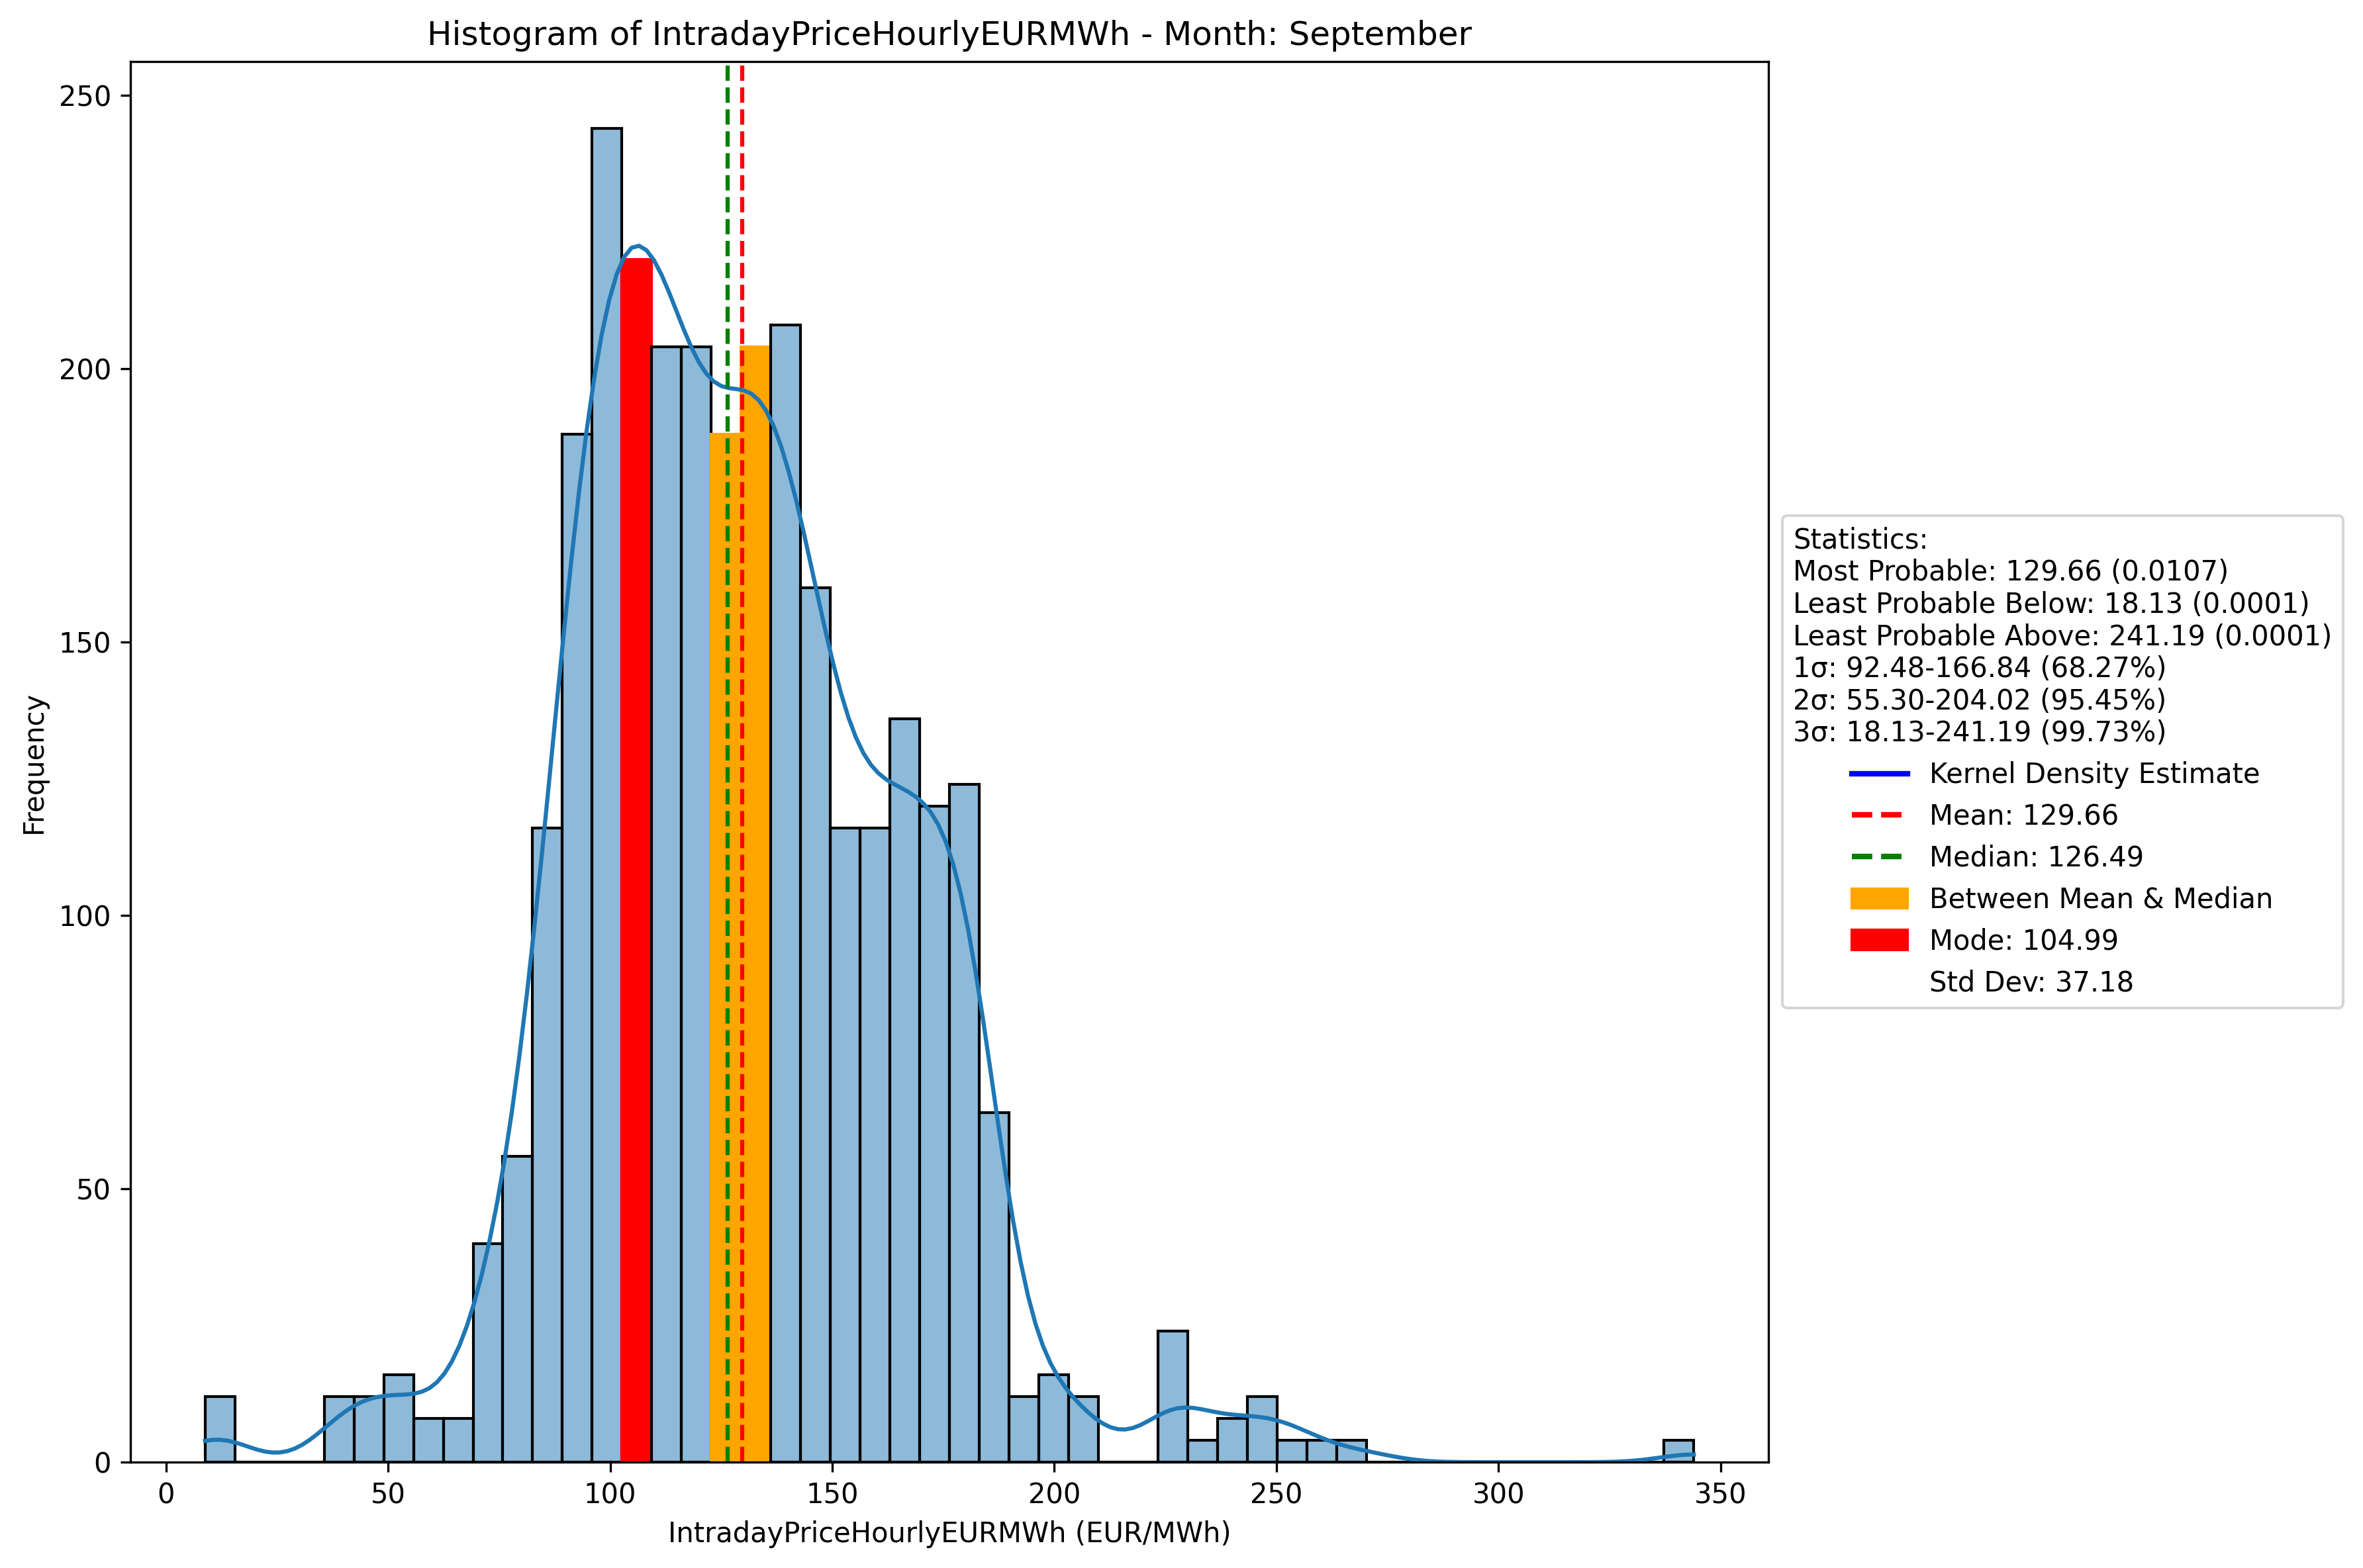 Histogram of IntradayPriceHourlyEURMWh - Month: September
250
200
150
100
50
0
Frequency
0 50 100 150 200 250 300 350
IntradayPriceHourlyEURMWh (EUR/MWh)
Statistics:
Most Probable: 129.66 (0.0107)
Least Probable Below: 18.13 (0.0001)
Least Probable Above: 241.19 (0.0001)
1σ: 92.48-166.84 (68.27%)
2σ: 55.30-204.02 (95.45%)
3σ: 18.13-241.19 (99.73%)
Kernel Density Estimate
Mean: 129.66
Median: 126.49
Between Mean & Median
Mode: 104.99
Std Dev: 37.18